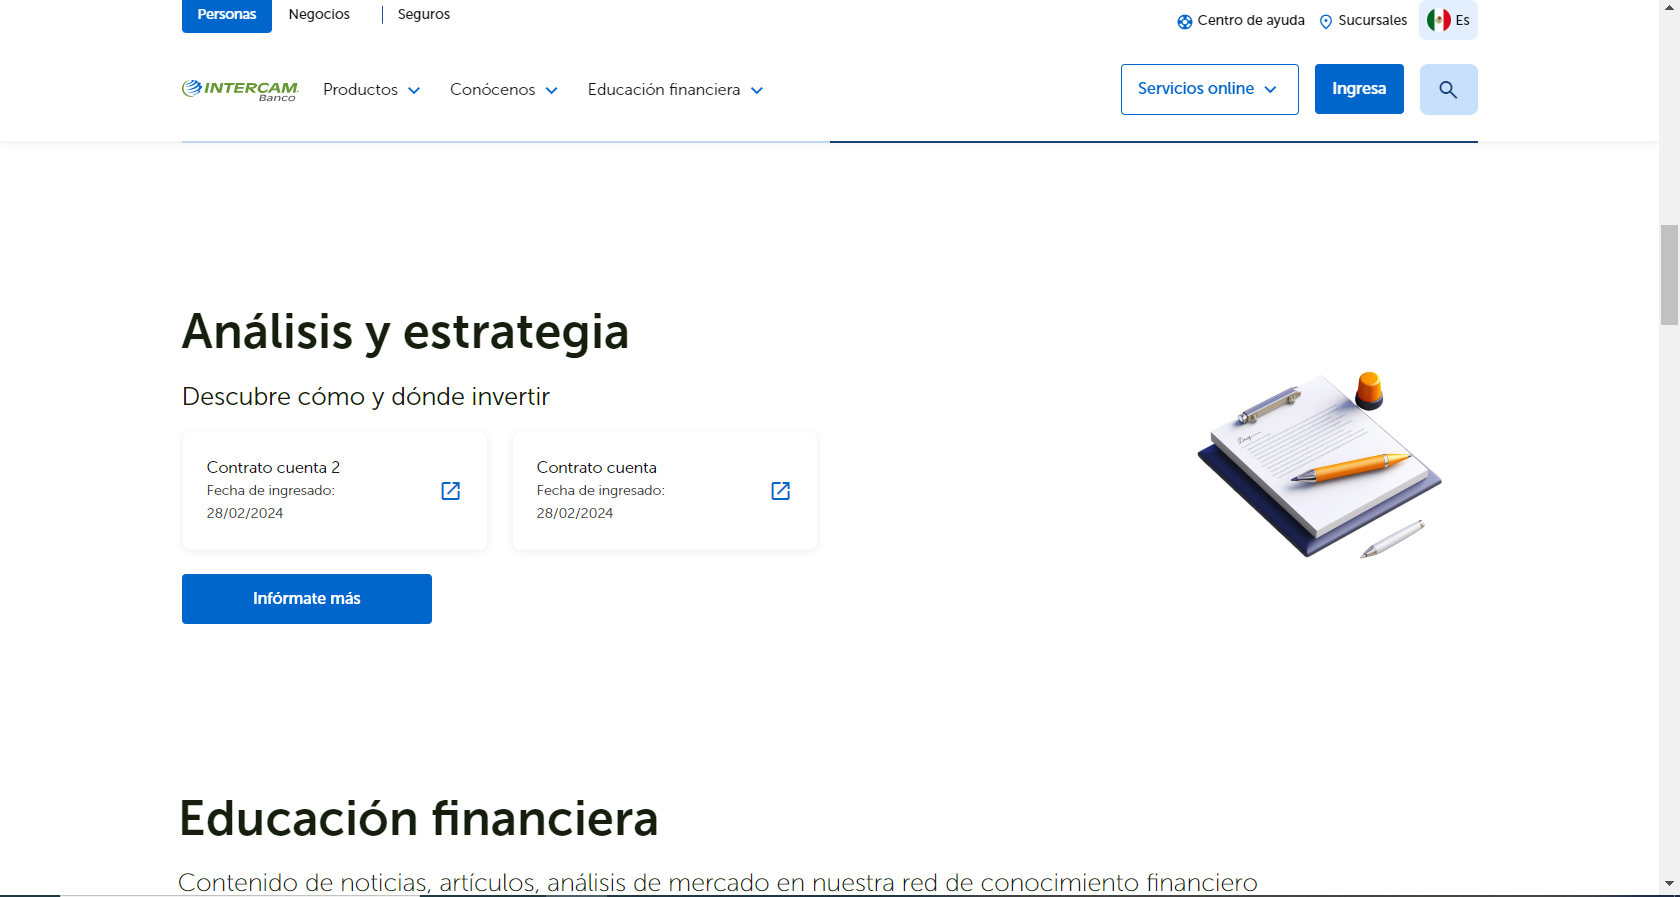 Personas Negocios Seguros
Centro de ayuda Sucursales Es
INTERCAM
Banco
Productos Conócenos Educación financiera
Servicios online Ingresa
Análisis y estrategia
Descubre cómo y dónde invertir
Contrato cuenta 2
Fecha de ingresado:
28/02/2024
Contrato cuenta
Fecha de ingresado:
28/02/2024
Infórmate más
Educación financiera
Contenido de noticias, artículos, análisis de mercado en nuestra red de conocimiento financiero